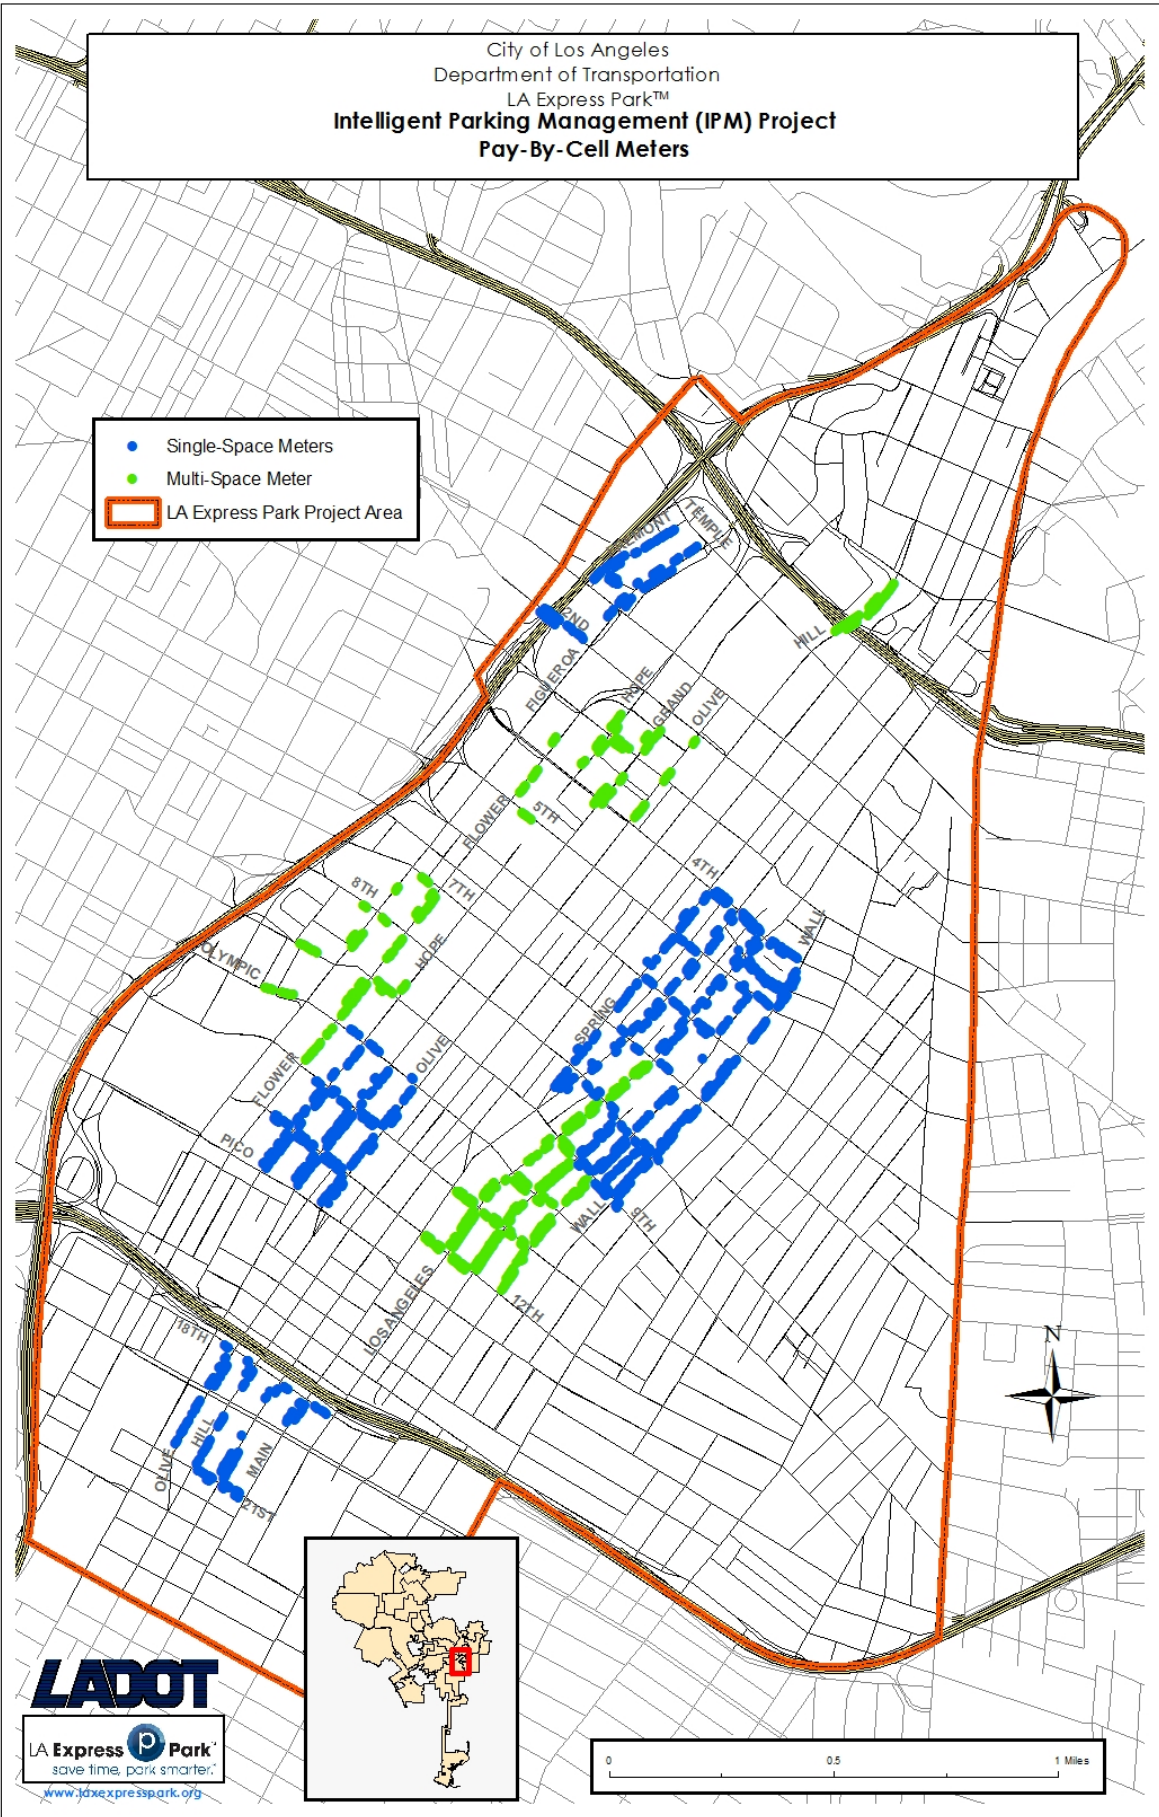 City of Los Angeles
Department of Transportation
LA Express Park™
Intelligent Parking Management (IPM) Project
Pay-By-Cell Meters
Single-Space Meters
Multi-Space Meter
LA Express Park Project Area
TEMPLE
2ND
HILL
FIGUEROA
HOPE
GRAND
OLIVE
FLOWER
5TH
4TH
8TH
7TH
WALL
HOPE
OLYMPIC
SPRING
FLOWER
OLIVE
PICO
WALL
9TH
LOS ANGELES
12TH
18TH
N
HILL
MAIN
OLIVE
21ST
LADOT
LA Express P Park™
save time, park smarter.™
www.laexpresspark.org
0 0.5 1 Miles